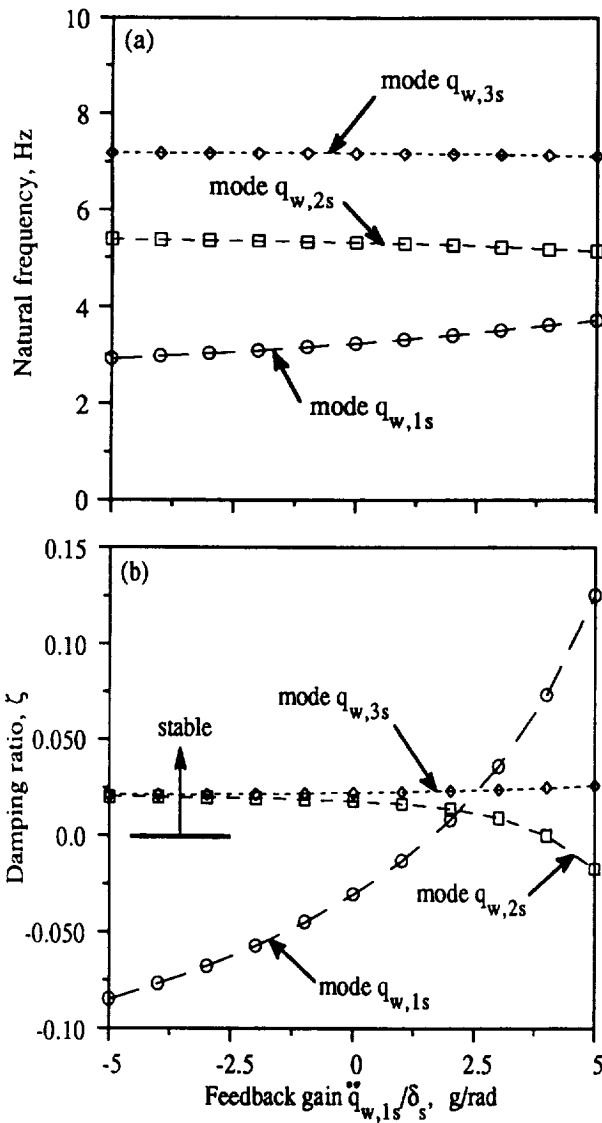 (a)
10
8
6
4
2
0
Natural frequency, Hz
mode q_w,3s
mode q_w,2s
mode q_w,1s
(b)
0.15
0.10
0.050
0.0
-0.050
-0.10
Damping ratio, ζ
stable
mode q_w,3s
mode q_w,2s
mode q_w,1s
-5 -2.5 0 2.5 5
Feedback gain q̈_w,1s/δ_s, g/rad